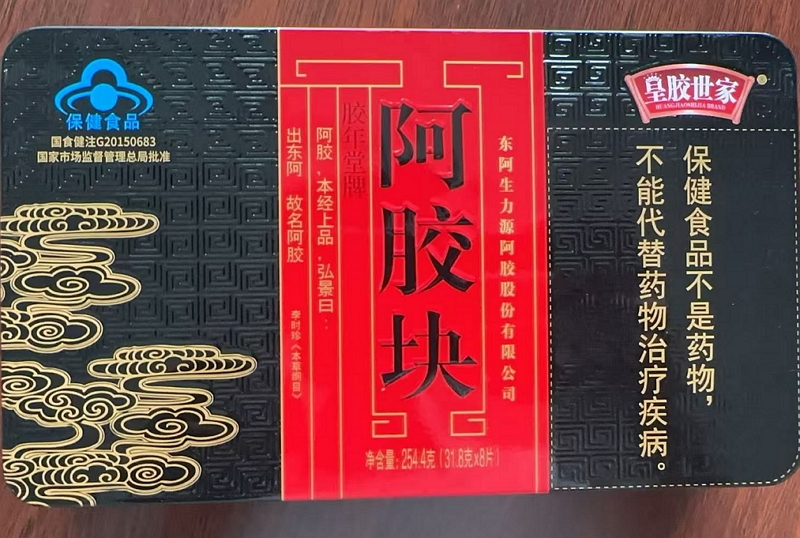 保健食品
国食健注G20150683
国家市场监督管理总局批准
胶年堂牌
阿胶块
阿胶,本经上品,弘景曰:
出东阿 故名阿胶
李时珍《本草纲目》
东阿生力源阿胶股份有限公司
净含量:254.4克(31.8克x8片)
皇胶世家
HUANGJIAOSHIJIA BRAND
保健食品不是药物,
不能代替药物治疗疾病。